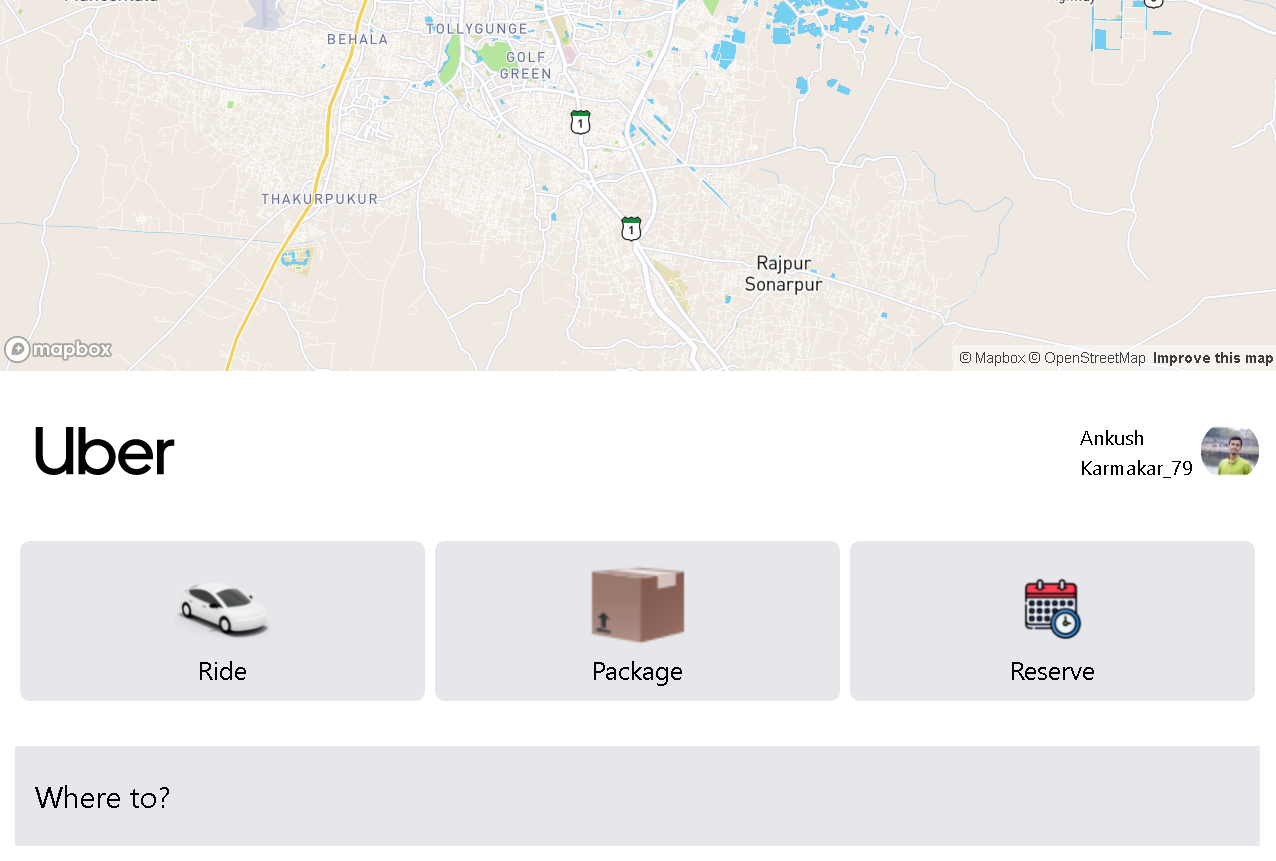 TOLLYGUNGE
BEHALA
GOLF
GREEN
1
THAKURPUKUR
1
Rajpur
Sonarpur
mapbox
© Mapbox © OpenStreetMap Improve this map
Uber
Ankush
Karmakar_79
Ride
Package
Reserve
Where to?